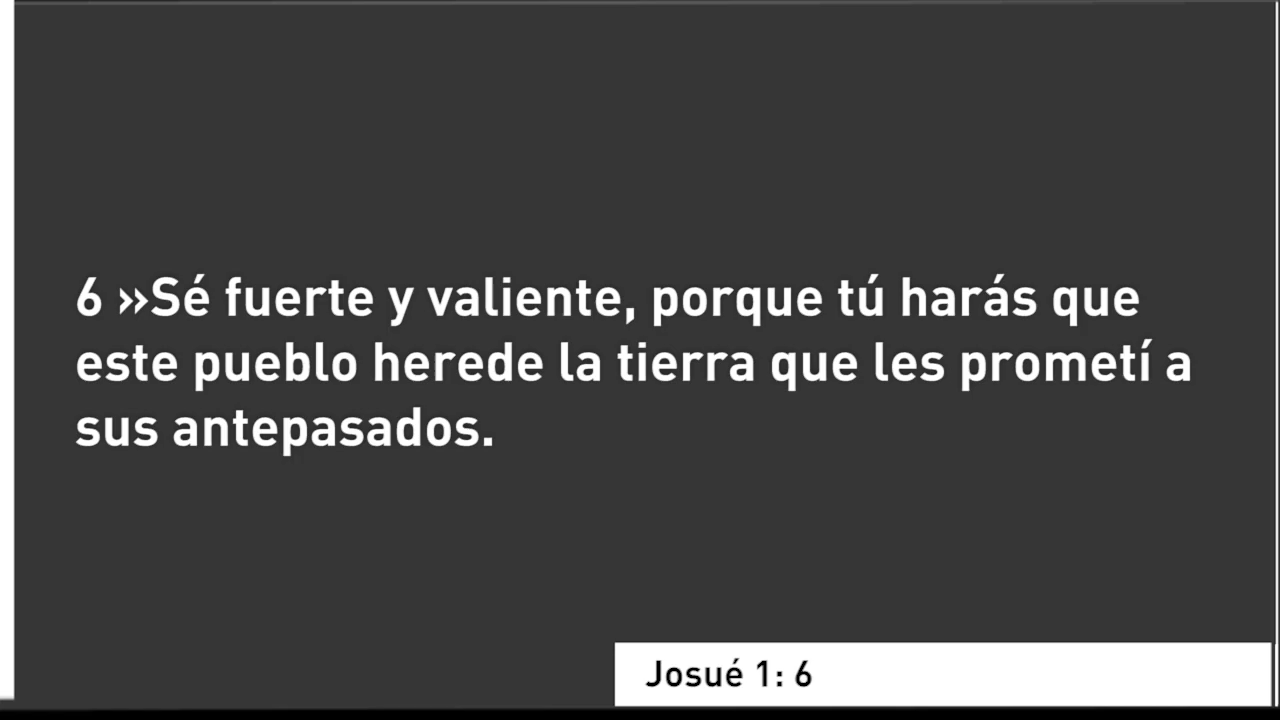 6 »Sé fuerte y valiente, porque tú harás que
este pueblo herede la tierra que les prometí a
sus antepasados.
Josué 1: 6